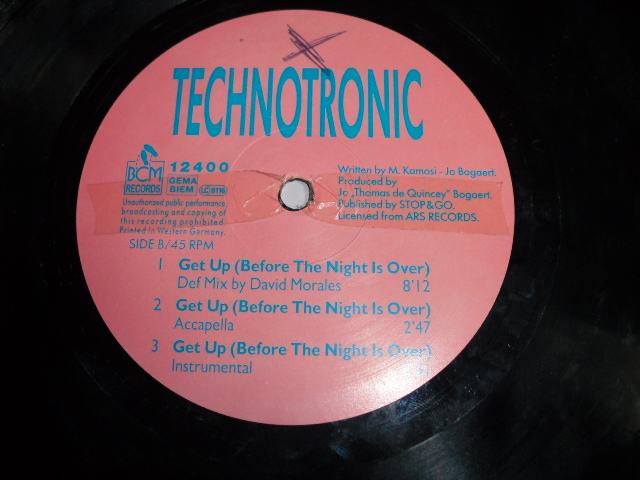 TECHNOTRONIC
BCM
RECORDS
12400
GEMA
BIEM
LC 8116
Unauthorized public performance
broadcasting and copying of
this recording prohibited.
Printed in Western Germany.
SIDE B/45 RPM
Written by M. Kamosi - Jo Bogaert.
Produced by
Jo „Thomas de Quincey" Bogaert.
Published by STOP&GO.
Licensed from ARS RECORDS.
1 Get Up (Before The Night Is Over)
Def Mix by David Morales 8'12
2 Get Up (Before The Night Is Over)
Accapella 2'47
3 Get Up (Before The Night Is Over)
Instrumental